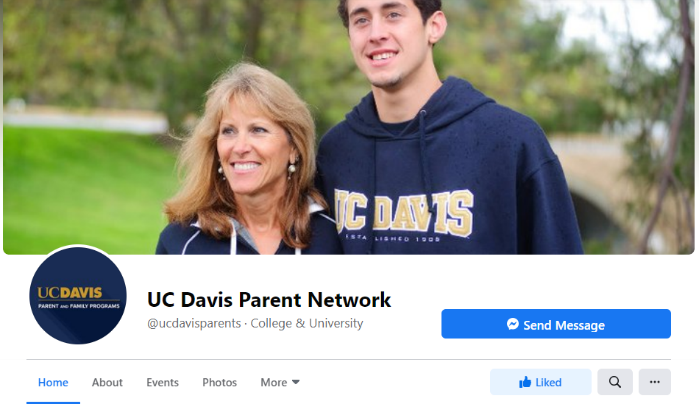 UC DAVIS
ESTABLISHED 1908
UCDAVIS
PARENT AND FAMILY PROGRAMS
UC Davis Parent Network
@ucdavisparents · College & University
Send Message
Home About Events Photos More
Liked